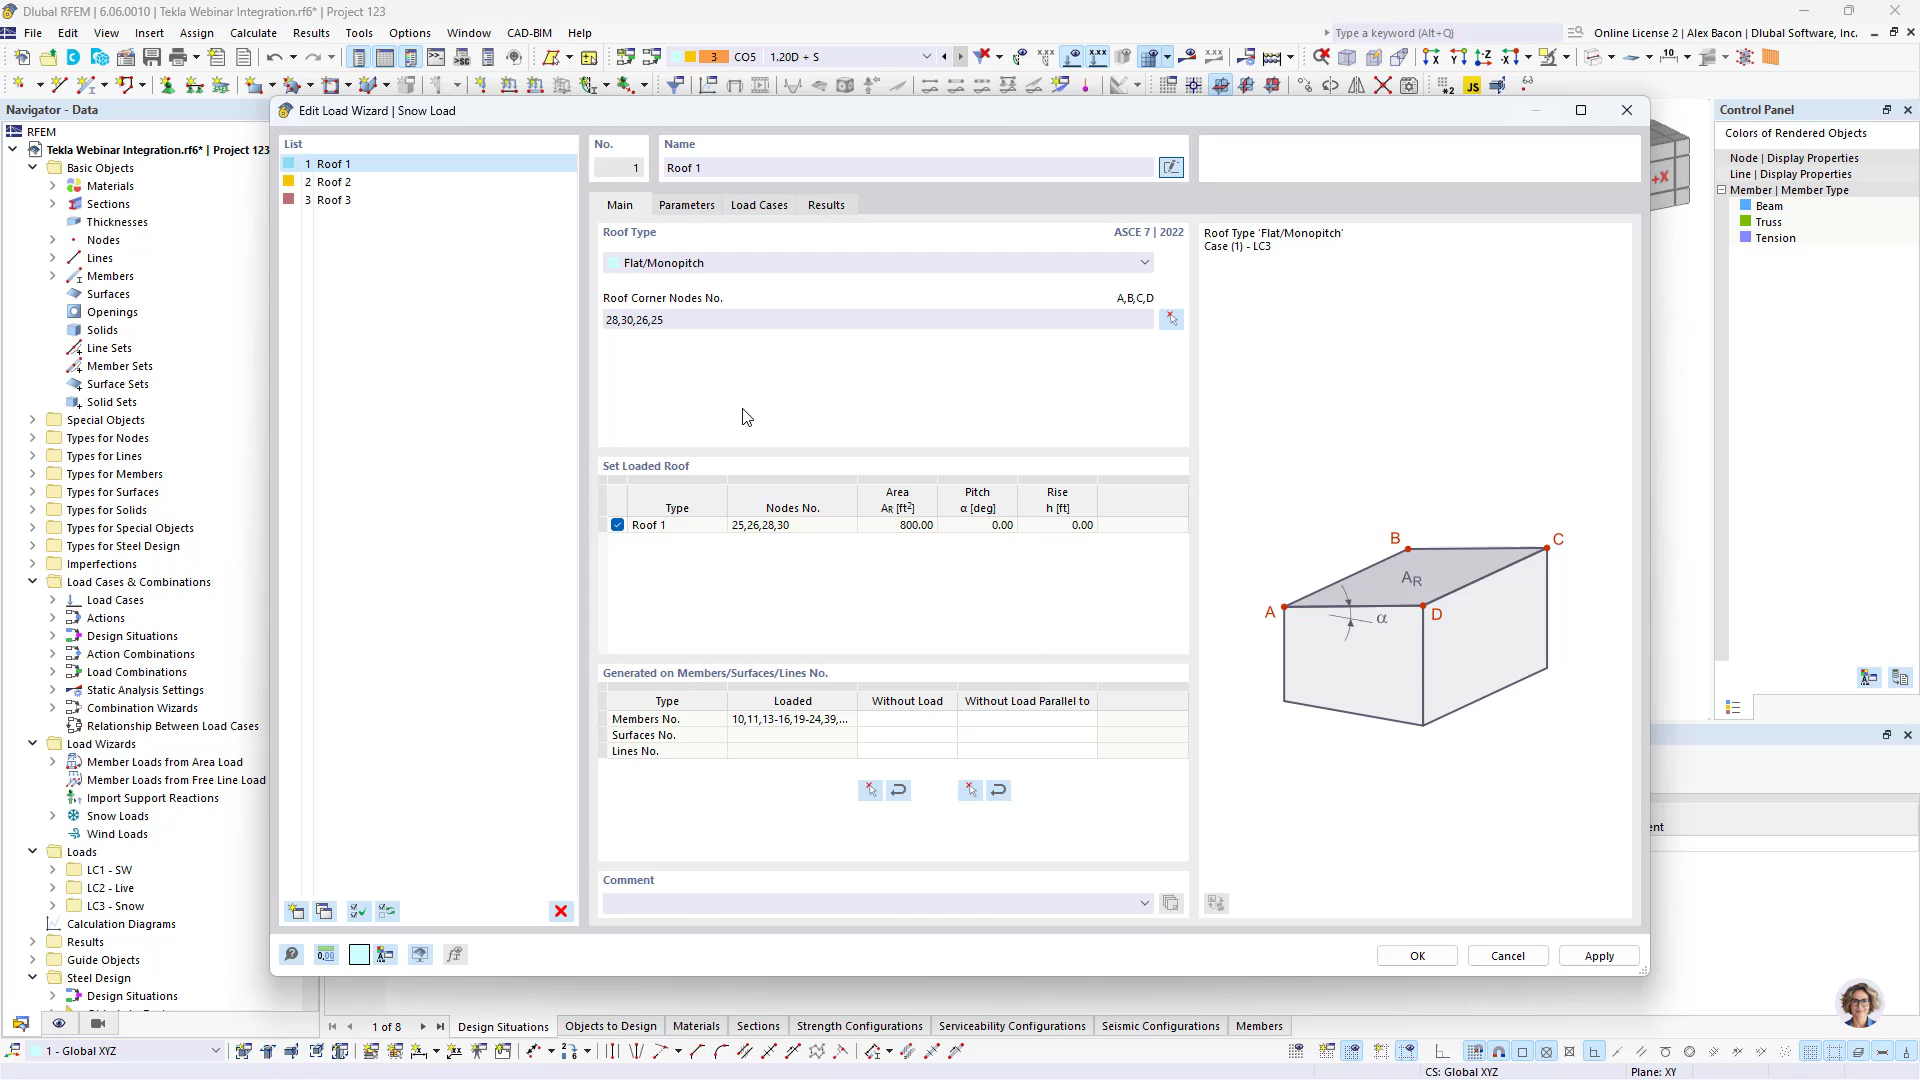 Dlubal RFEM | 6.06.0010 | Tekla Webinar Integration.rf6* | Project 123
File Edit View Insert Assign Calculate Results Tools Options Window CAD-BIM Help
Type a keyword (Alt+Q)
Online License 2 | Alex Bacon | Dlubal Software, Inc.
3 CO5 1.20D + S
Navigator - Data
RFEM
Tekla Webinar Integration.rf6* | Project 123
Basic Objects
Materials
Sections
Thicknesses
Nodes
Lines
Members
Surfaces
Openings
Solids
Line Sets
Member Sets
Surface Sets
Solid Sets
Special Objects
Types for Nodes
Types for Lines
Types for Members
Types for Surfaces
Types for Solids
Types for Special Objects
Types for Steel Design
Imperfections
Load Cases & Combinations
Load Cases
Actions
Design Situations
Action Combinations
Load Combinations
Static Analysis Settings
Combination Wizards
Relationship Between Load Cases
Load Wizards
Member Loads from Area Load
Member Loads from Free Line Load
Import Support Reactions
Snow Loads
Wind Loads
Loads
LC1 - SW
LC2 - Live
LC3 - Snow
Calculation Diagrams
Results
Guide Objects
Steel Design
Design Situations
Edit Load Wizard | Snow Load
List
1 Roof 1
2 Roof 2
3 Roof 3
No.
1
Name
Roof 1
Main Parameters Load Cases Results
Roof Type ASCE 7 | 2022
Flat/Monopitch
Roof Corner Nodes No. A,B,C,D
28,30,26,25
Set Loaded Roof
Type Nodes No. Area AR [ft2] Pitch α [deg] Rise h [ft]
Roof 1 25,26,28,30 800.00 0.00 0.00
Generated on Members/Surfaces/Lines No.
Type Loaded Without Load Without Load Parallel to
Members No. 10,11,13-16,19-24,39,...
Surfaces No.
Lines No.
Comment
Roof Type 'Flat/Monopitch'
Case (1) - LC3
B C
AR
A α D
OK Cancel Apply
Control Panel
Colors of Rendered Objects
Node | Display Properties
Line | Display Properties
Member | Member Type
Beam
Truss
Tension
+X
ent
1 of 8 Design Situations Objects to Design Materials Sections Strength Configurations Serviceability Configurations Seismic Configurations Members
1 - Global XYZ
CS: Global XYZ Plane: XY